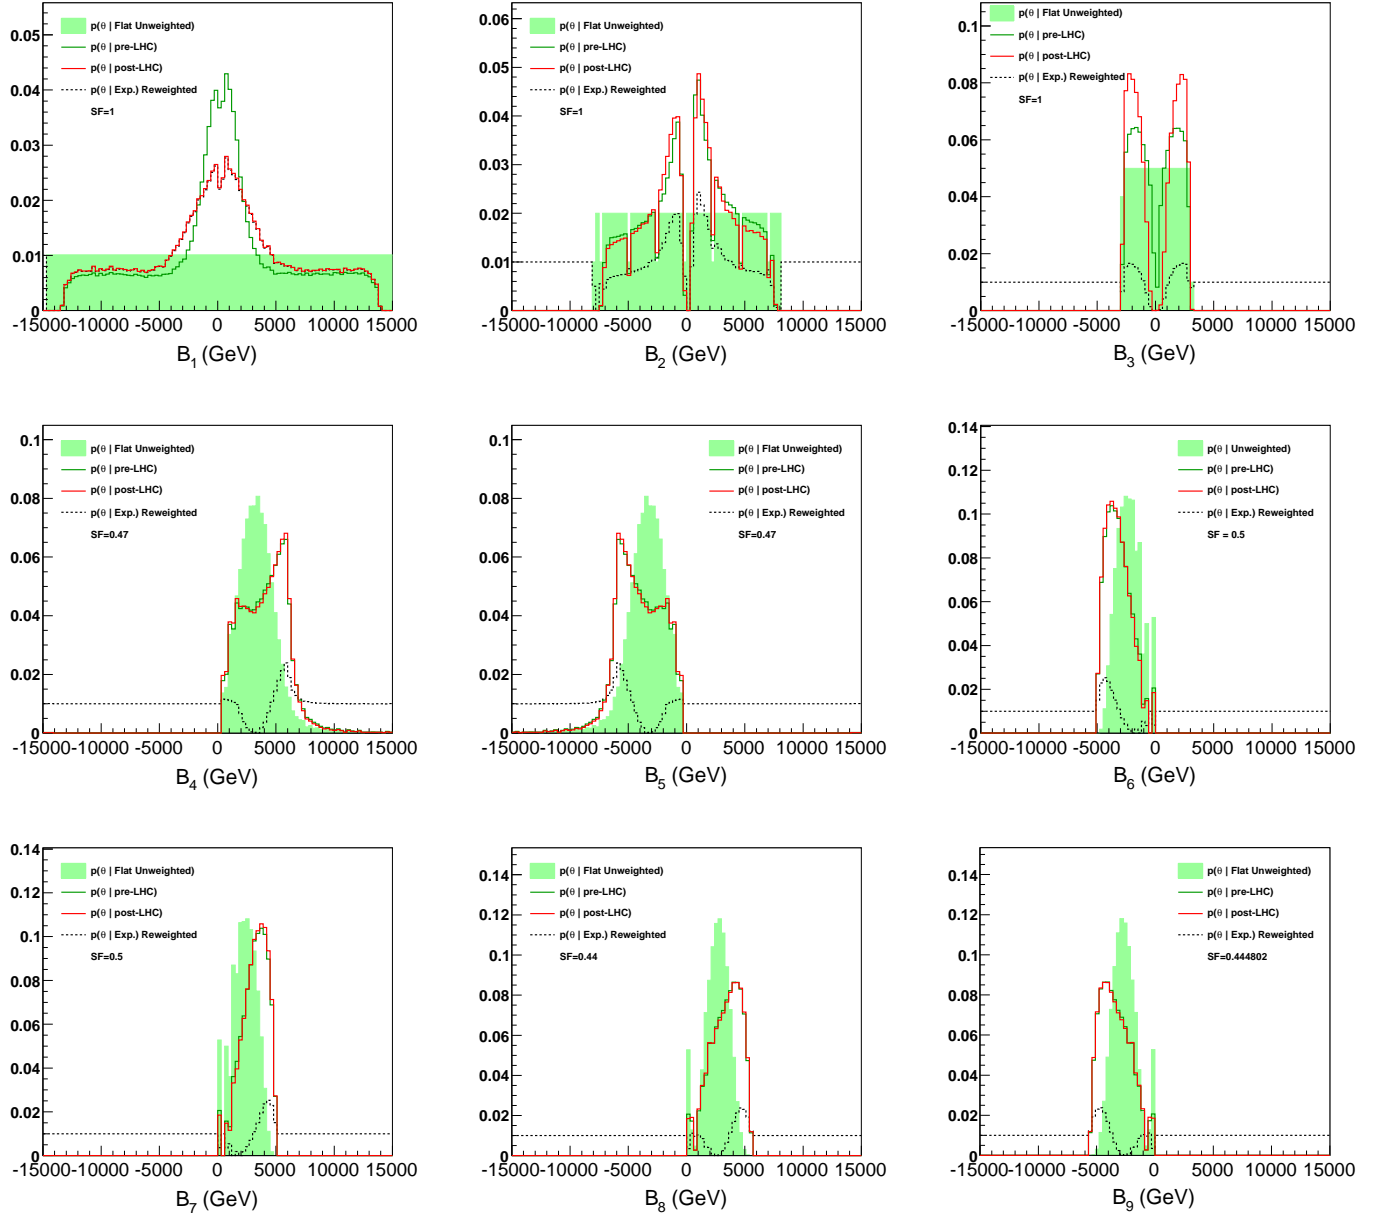 0.05
0.04
0.03
0.02
0.01
0
p(θ | Flat Unweighted)
p(θ | pre-LHC)
p(θ | post-LHC)
p(θ | Exp.) Reweighted
SF=1
-15000 -10000 -5000 0 5000 10000 15000
B1 (GeV)
0.06
0.05
0.04
0.03
0.02
0.01
0
p(θ | Flat Unweighted)
p(θ | pre-LHC)
p(θ | post-LHC)
p(θ | Exp.) Reweighted
SF=1
-15000 -10000 -5000 0 5000 10000 15000
B2 (GeV)
0.1
0.08
0.06
0.04
0.02
0
p(θ | Flat Unweighted)
p(θ | pre-LHC)
p(θ | post-LHC)
p(θ | Exp.) Reweighted
SF=1
-15000 -10000 -5000 0 5000 10000 15000
B3 (GeV)
0.1
0.08
0.06
0.04
0.02
0
p(θ | Flat Unweighted)
p(θ | pre-LHC)
p(θ | post-LHC)
p(θ | Exp.) Reweighted
SF=0.47
-15000 -10000 -5000 0 5000 10000 15000
B4 (GeV)
0.1
0.08
0.06
0.04
0.02
0
p(θ | Flat Unweighted)
p(θ | pre-LHC)
p(θ | post-LHC)
p(θ | Exp.) Reweighted
SF=0.47
-15000 -10000 -5000 0 5000 10000 15000
B5 (GeV)
0.14
0.12
0.1
0.08
0.06
0.04
0.02
0
p(θ | Unweighted)
p(θ | pre-LHC)
p(θ | post-LHC)
p(θ | Exp.) Reweighted
SF = 0.5
-15000 -10000 -5000 0 5000 10000 15000
B6 (GeV)
0.14
0.12
0.1
0.08
0.06
0.04
0.02
0
p(θ | Flat Unweighted)
p(θ | pre-LHC)
p(θ | post-LHC)
p(θ | Exp.) Reweighted
SF=0.5
-15000 -10000 -5000 0 5000 10000 15000
B7 (GeV)
0.14
0.12
0.1
0.08
0.06
0.04
0.02
0
p(θ | Flat Unweighted)
p(θ | pre-LHC)
p(θ | post-LHC)
p(θ | Exp.) Reweighted
SF=0.44
-15000 -10000 -5000 0 5000 10000 15000
B8 (GeV)
0.14
0.12
0.1
0.08
0.06
0.04
0.02
0
p(θ | Flat Unweighted)
p(θ | pre-LHC)
p(θ | post-LHC)
p(θ | Exp.) Reweighted
SF=0.444802
-15000 -10000 -5000 0 5000 10000 15000
B9 (GeV)